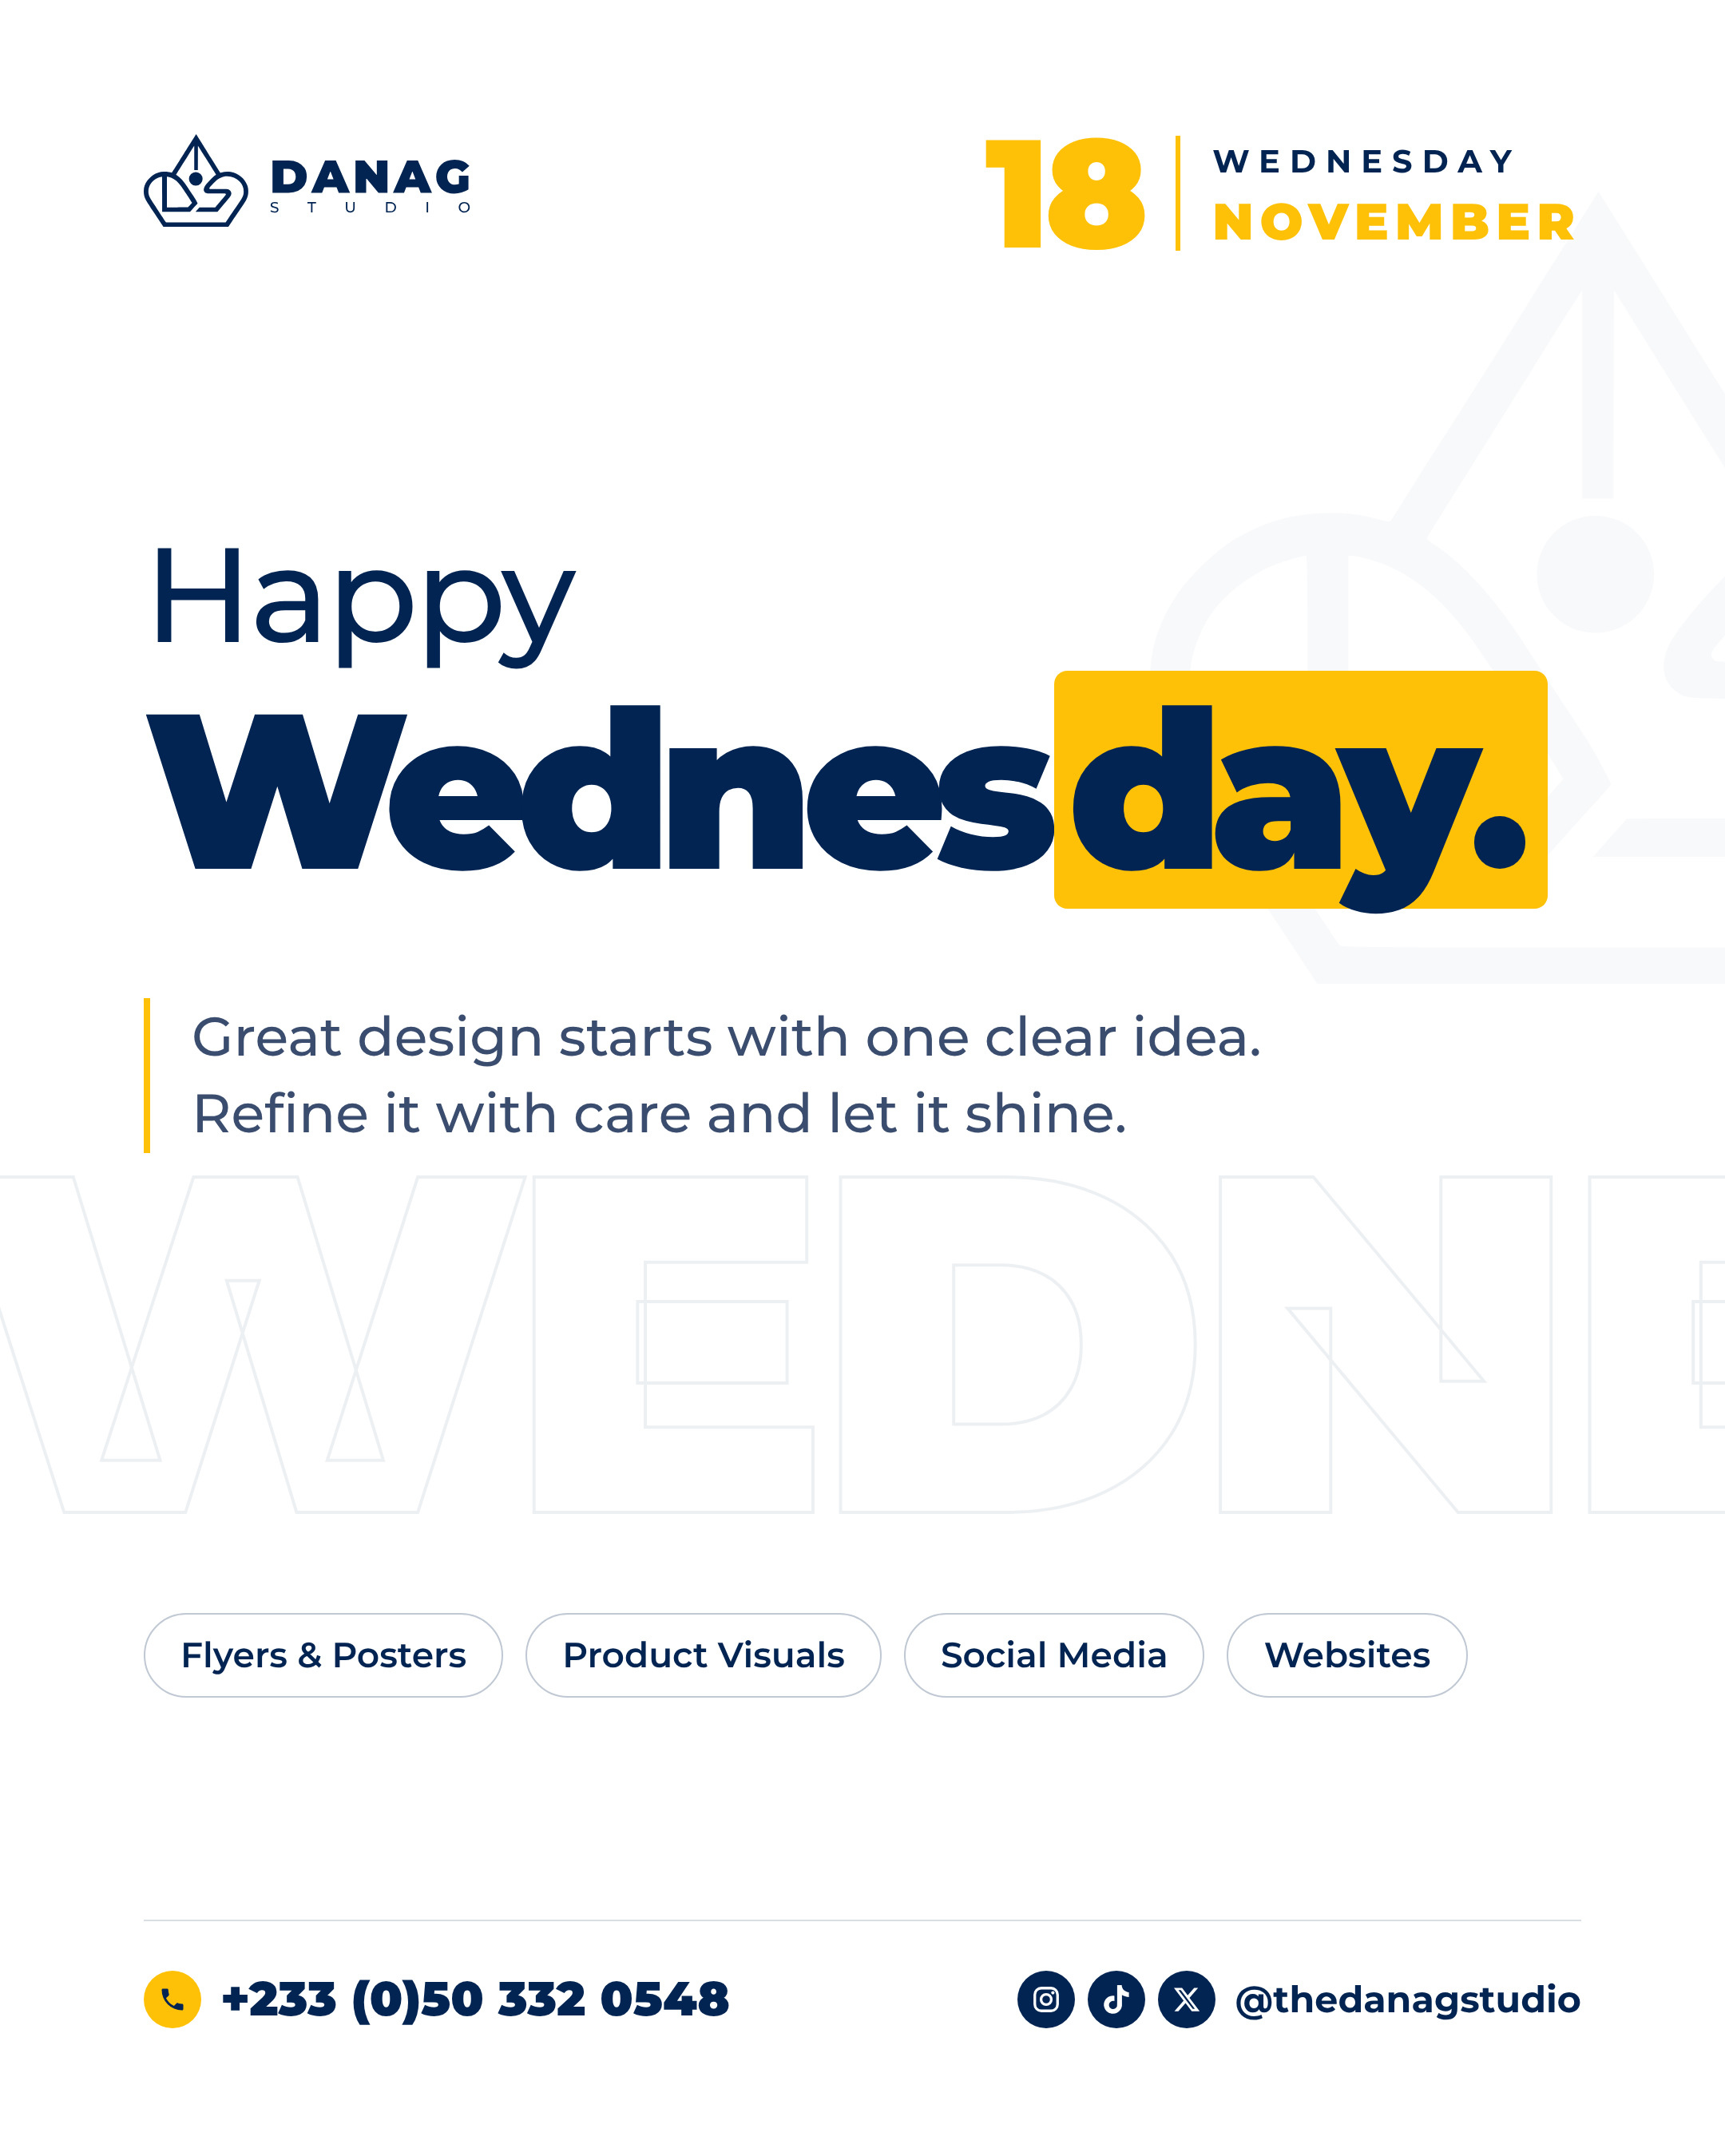 DANAG
STUDIO
18
WEDNESDAY
NOVEMBER
Happy
Wednesday.
Great design starts with one clear idea.
Refine it with care and let it shine.
WEDNE
Flyers & Posters
Product Visuals
Social Media
Websites
+233 (0)50 332 0548
@thedanagstudio